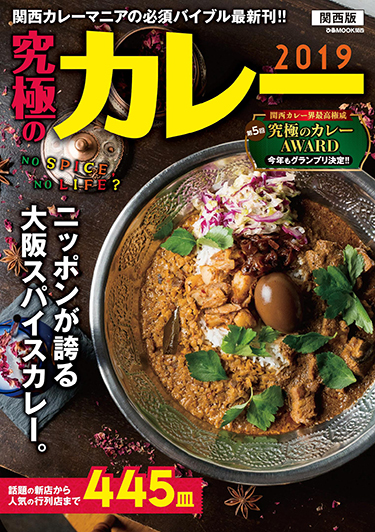 関西カレーマニアの必須バイブル最新刊!!
関西版
ぴあMOOK関西
究極の
カレー
2019
関西カレー界最高権威
第5回
究極のカレー
AWARD
今年もグランプリ決定!!
NO SPICE,
NO LIFE?
ニッポンが誇る
大阪スパイスカレー。
話題の新店から
人気の行列店まで
445皿